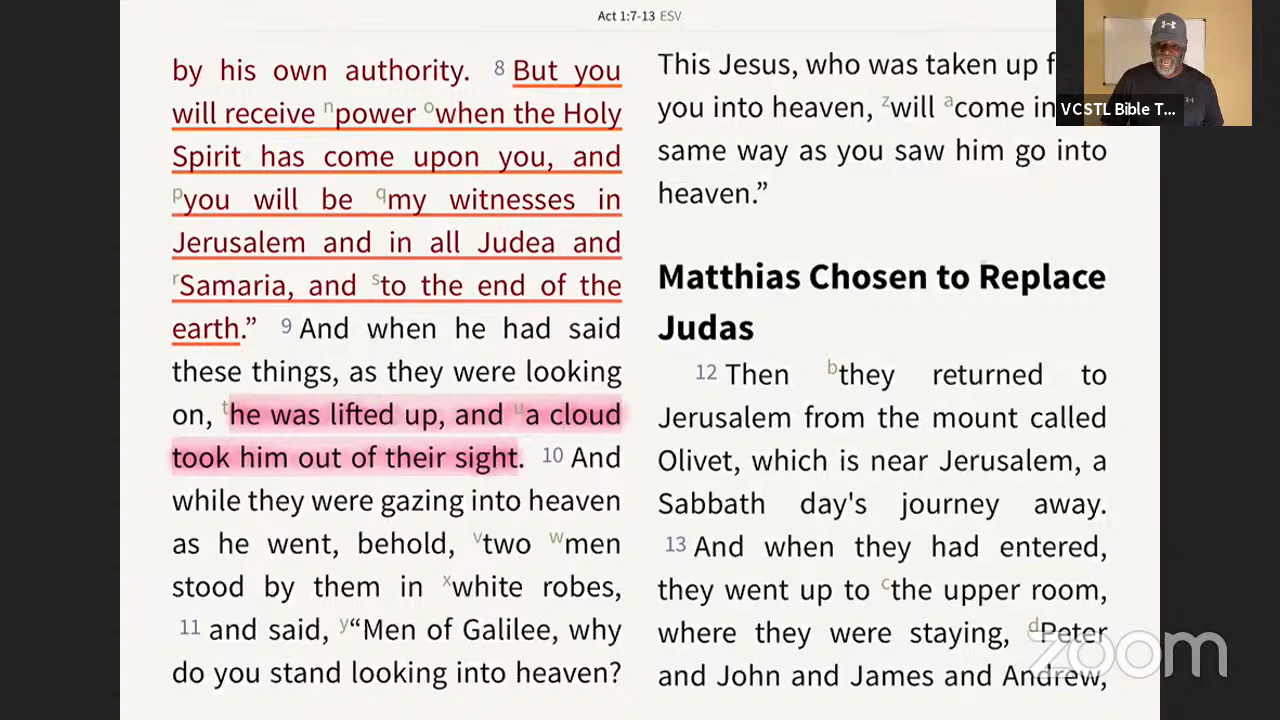 Act 1:7-13 ESV
by his own authority. 8 But you
will receive n power o when the Holy
Spirit has come upon you, and
p you will be q my witnesses in
Jerusalem and in all Judea and
r Samaria, and s to the end of the
earth.” 9 And when he had said
these things, as they were looking
on, t he was lifted up, and u a cloud
took him out of their sight. 10 And
while they were gazing into heaven
as he went, behold, v two w men
stood by them in x white robes,
11 and said, y “Men of Galilee, why
do you stand looking into heaven?
This Jesus, who was taken up
you into heaven, z will a come in
same way as you saw him go into
heaven.”
Matthias Chosen to Replace
Judas
12 Then b they returned to
Jerusalem from the mount called
Olivet, which is near Jerusalem, a
Sabbath day's journey away.
13 And when they had entered,
they went up to c the upper room,
where they were staying, d Peter
and John and James and Andrew,
VCSTL Bible T...
zoom